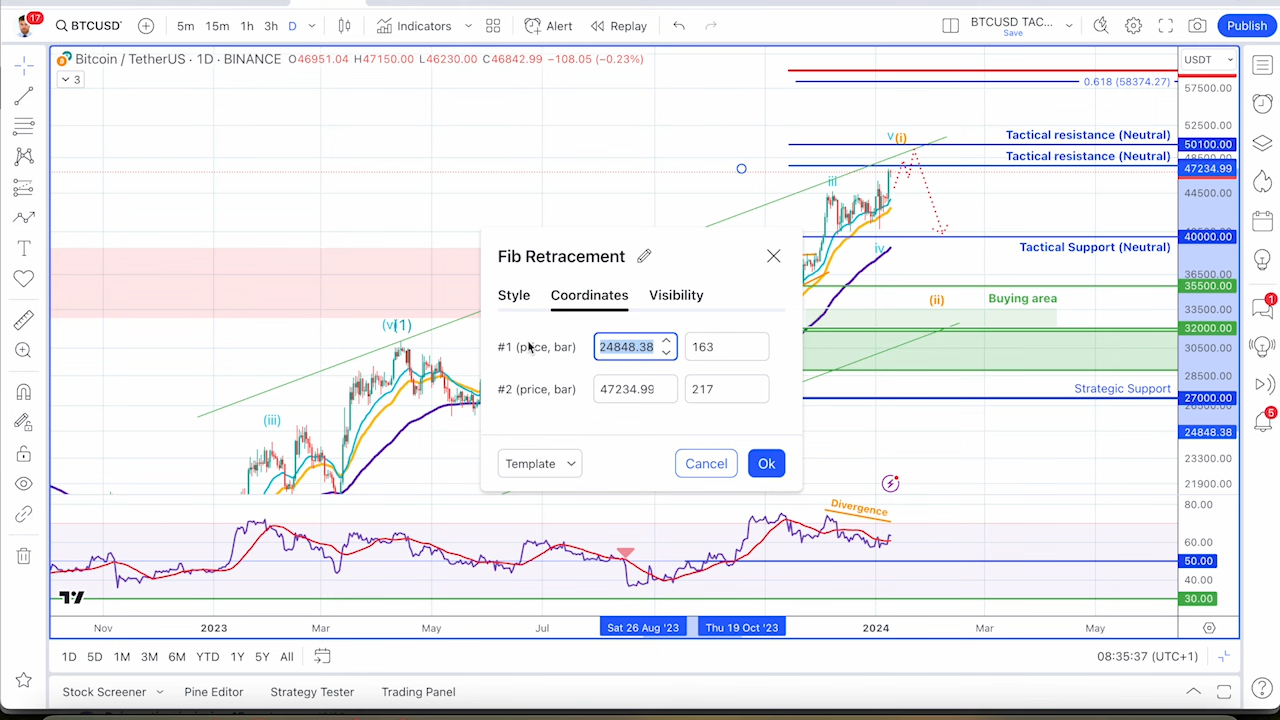 17
BTCUSD
5m 15m 1h 3h D
Indicators
Alert
Replay
BTCUSD TAC...
Save
Publish
Bitcoin / TetherUS · 1D · BINANCE O46951.04 H47150.00 L46230.00 C46842.99
(−0.23%)
3
USDT
0.618 (58374.27)
57500.00
52500.00
Tactical resistance (Neutral)
50100.00
Tactical resistance (Neutral)
47234.99
44500.00
40000.00
Tactical Support (Neutral)
36500.00
35500.00
33500.00
32000.00
30500.00
28500.00
Strategic Support
27000.00
24848.38
23300.00
21900.00
v
(i)
iii
iv
(ii)
Buying area
(1)
(iii)
Fib Retracement
Style Coordinates Visibility
#1 (price, bar) 24848.38 163
#2 (price, bar) 47234.99 217
Template
Cancel
Ok
Divergence
80.00
60.00
50.00
40.00
30.00
Nov 2023 Mar May Jul Sat 26 Aug '23 Thu 19 Oct '23 2024 Mar May
1D 5D 1M 3M 6M YTD 1Y 5Y All
08:35:37 (UTC+1)
Stock Screener Pine Editor Strategy Tester Trading Panel
1
5